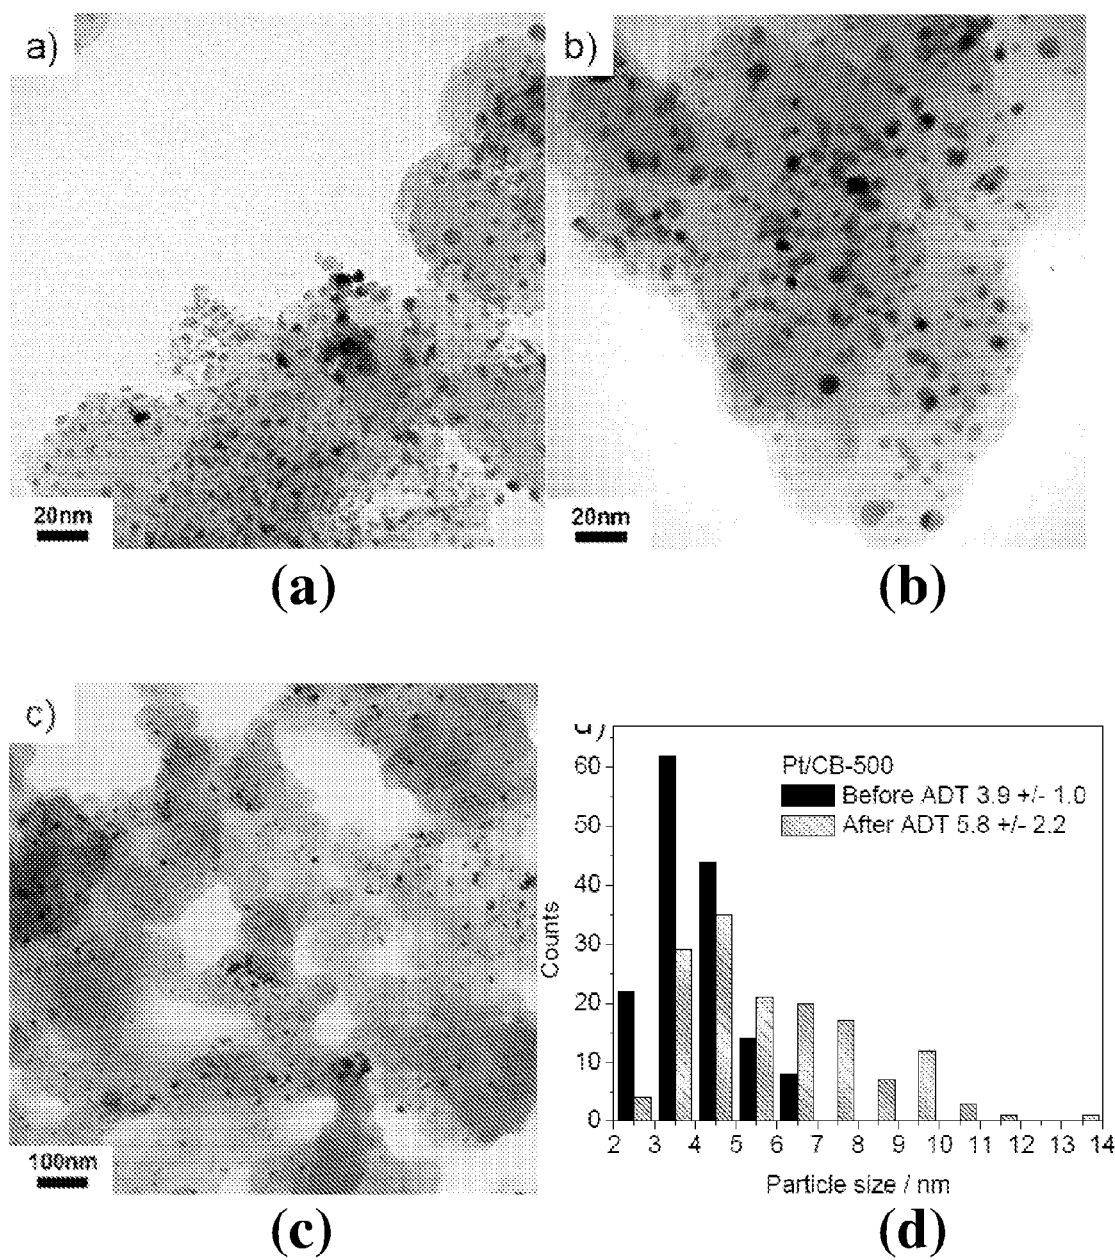 a)
20nm
(a)
b)
20nm
(b)
c)
100nm
(c)
d)
Pt/CB-500
Before ADT 3.9 +/- 1.0
After ADT 5.8 +/- 2.2
60
50
40
30
20
10
0
Counts
2 3 4 5 6 7 8 9 10 11 12 13 14
Particle size / nm
(d)